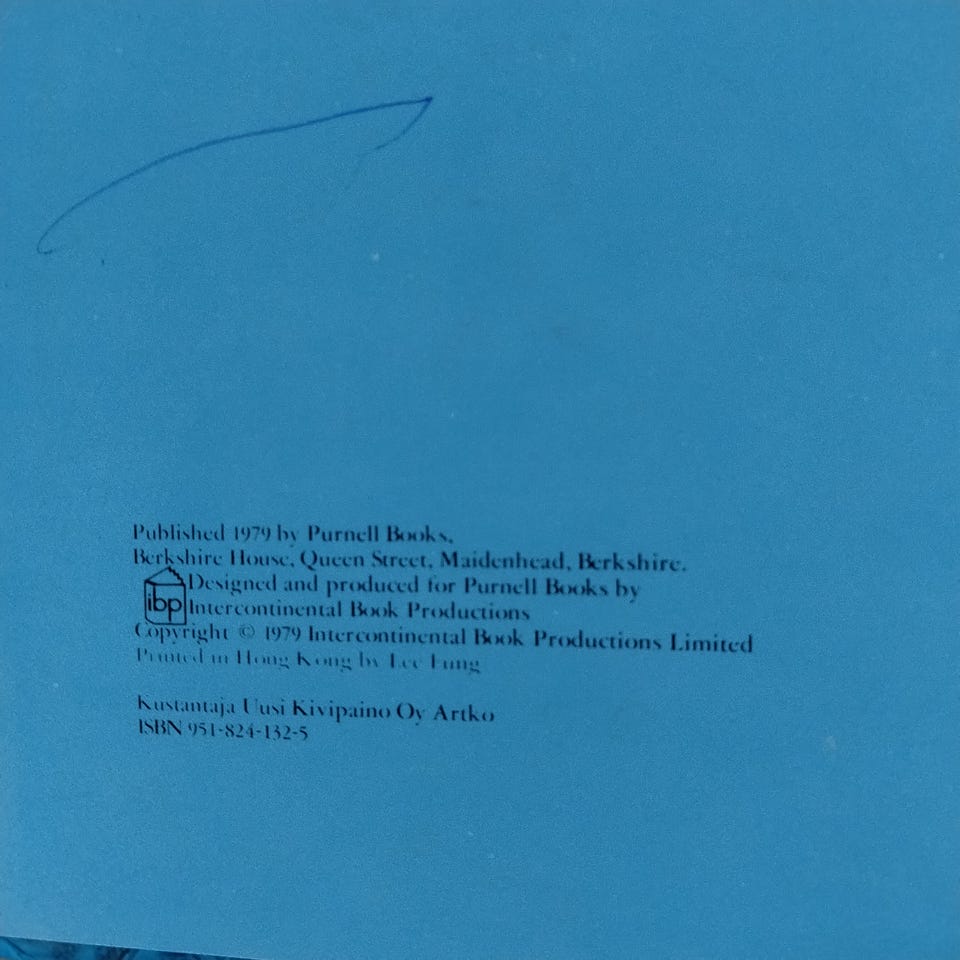 Published 1979 by Purnell Books,
Berkshire House, Queen Street, Maidenhead, Berkshire.
Designed and produced for Purnell Books by
ibp Intercontinental Book Productions
Copyright © 1979 Intercontinental Book Productions Limited
Printed in Hong Kong by Lee Fung
Kustantaja Uusi Kivipaino Oy Artko
ISBN 951-824-132-5